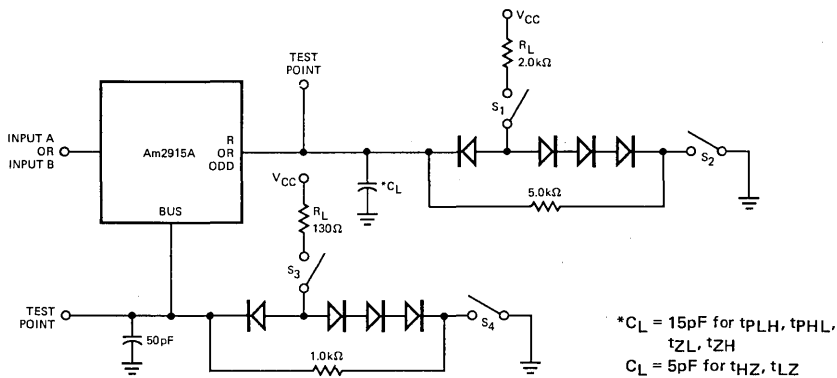 VCC
RL
2.0kΩ
TEST
POINT
S1
INPUT A
OR
INPUT B
Am2915A
R
OR
ODD
BUS
*CL
S2
VCC
5.0kΩ
RL
130Ω
S3
TEST
POINT
50pF
S4
1.0kΩ
*CL = 15pF for tPLH, tPHL,
tZL, tZH
CL = 5pF for tHZ, tLZ